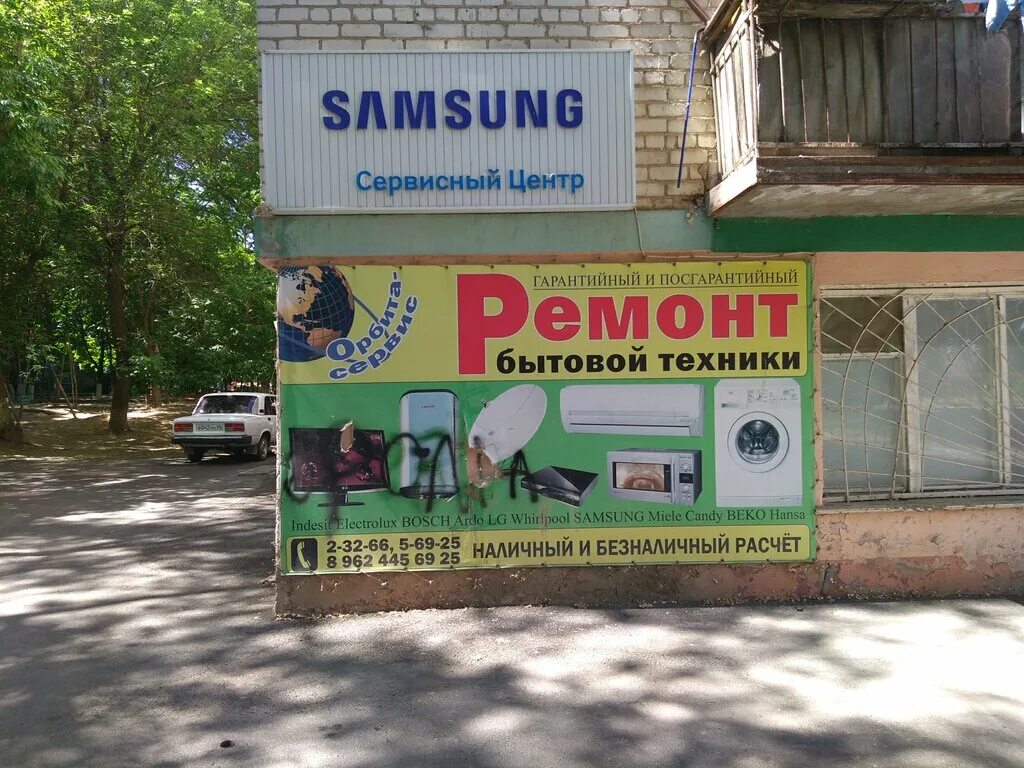 SAMSUNG
Сервисный Центр
Орбита-
сервис
ГАРАНТИЙНЫЙ И ПОСГАРАНТИЙНЫЙ
Ремонт
бытовой техники
Indesit Electrolux BOSCH Ardo LG Whirlpool SAMSUNG Miele Candy BEKO Hansa
2-32-66, 5-69-25
8 962 445 69 25
НАЛИЧНЫЙ И БЕЗНАЛИЧНЫЙ РАСЧЁТ